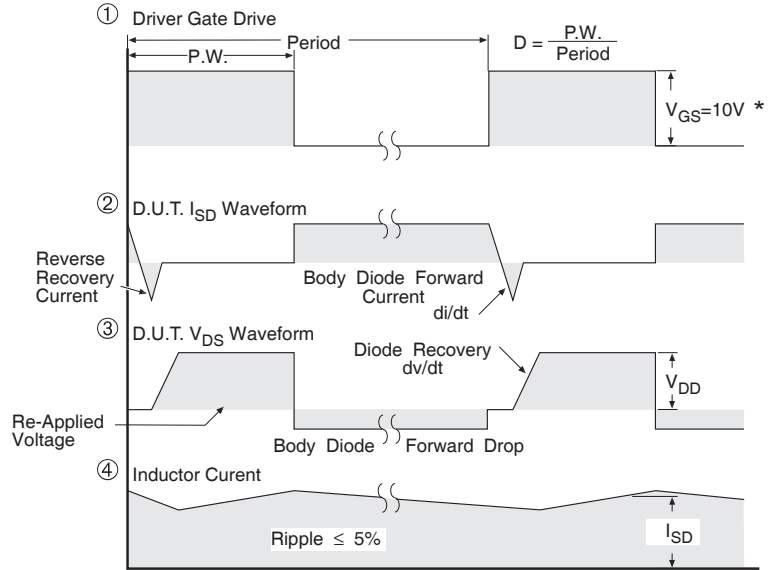 ① Driver Gate Drive
Period
P.W.
D = P.W. / Period
V_GS=10V *
② D.U.T. I_SD Waveform
Reverse
Recovery
Current
Body Diode Forward
Current
di/dt
③ D.U.T. V_DS Waveform
Diode Recovery
dv/dt
V_DD
Re-Applied
Voltage
Body Diode Forward Drop
④ Inductor Curent
Ripple ≤ 5%
I_SD